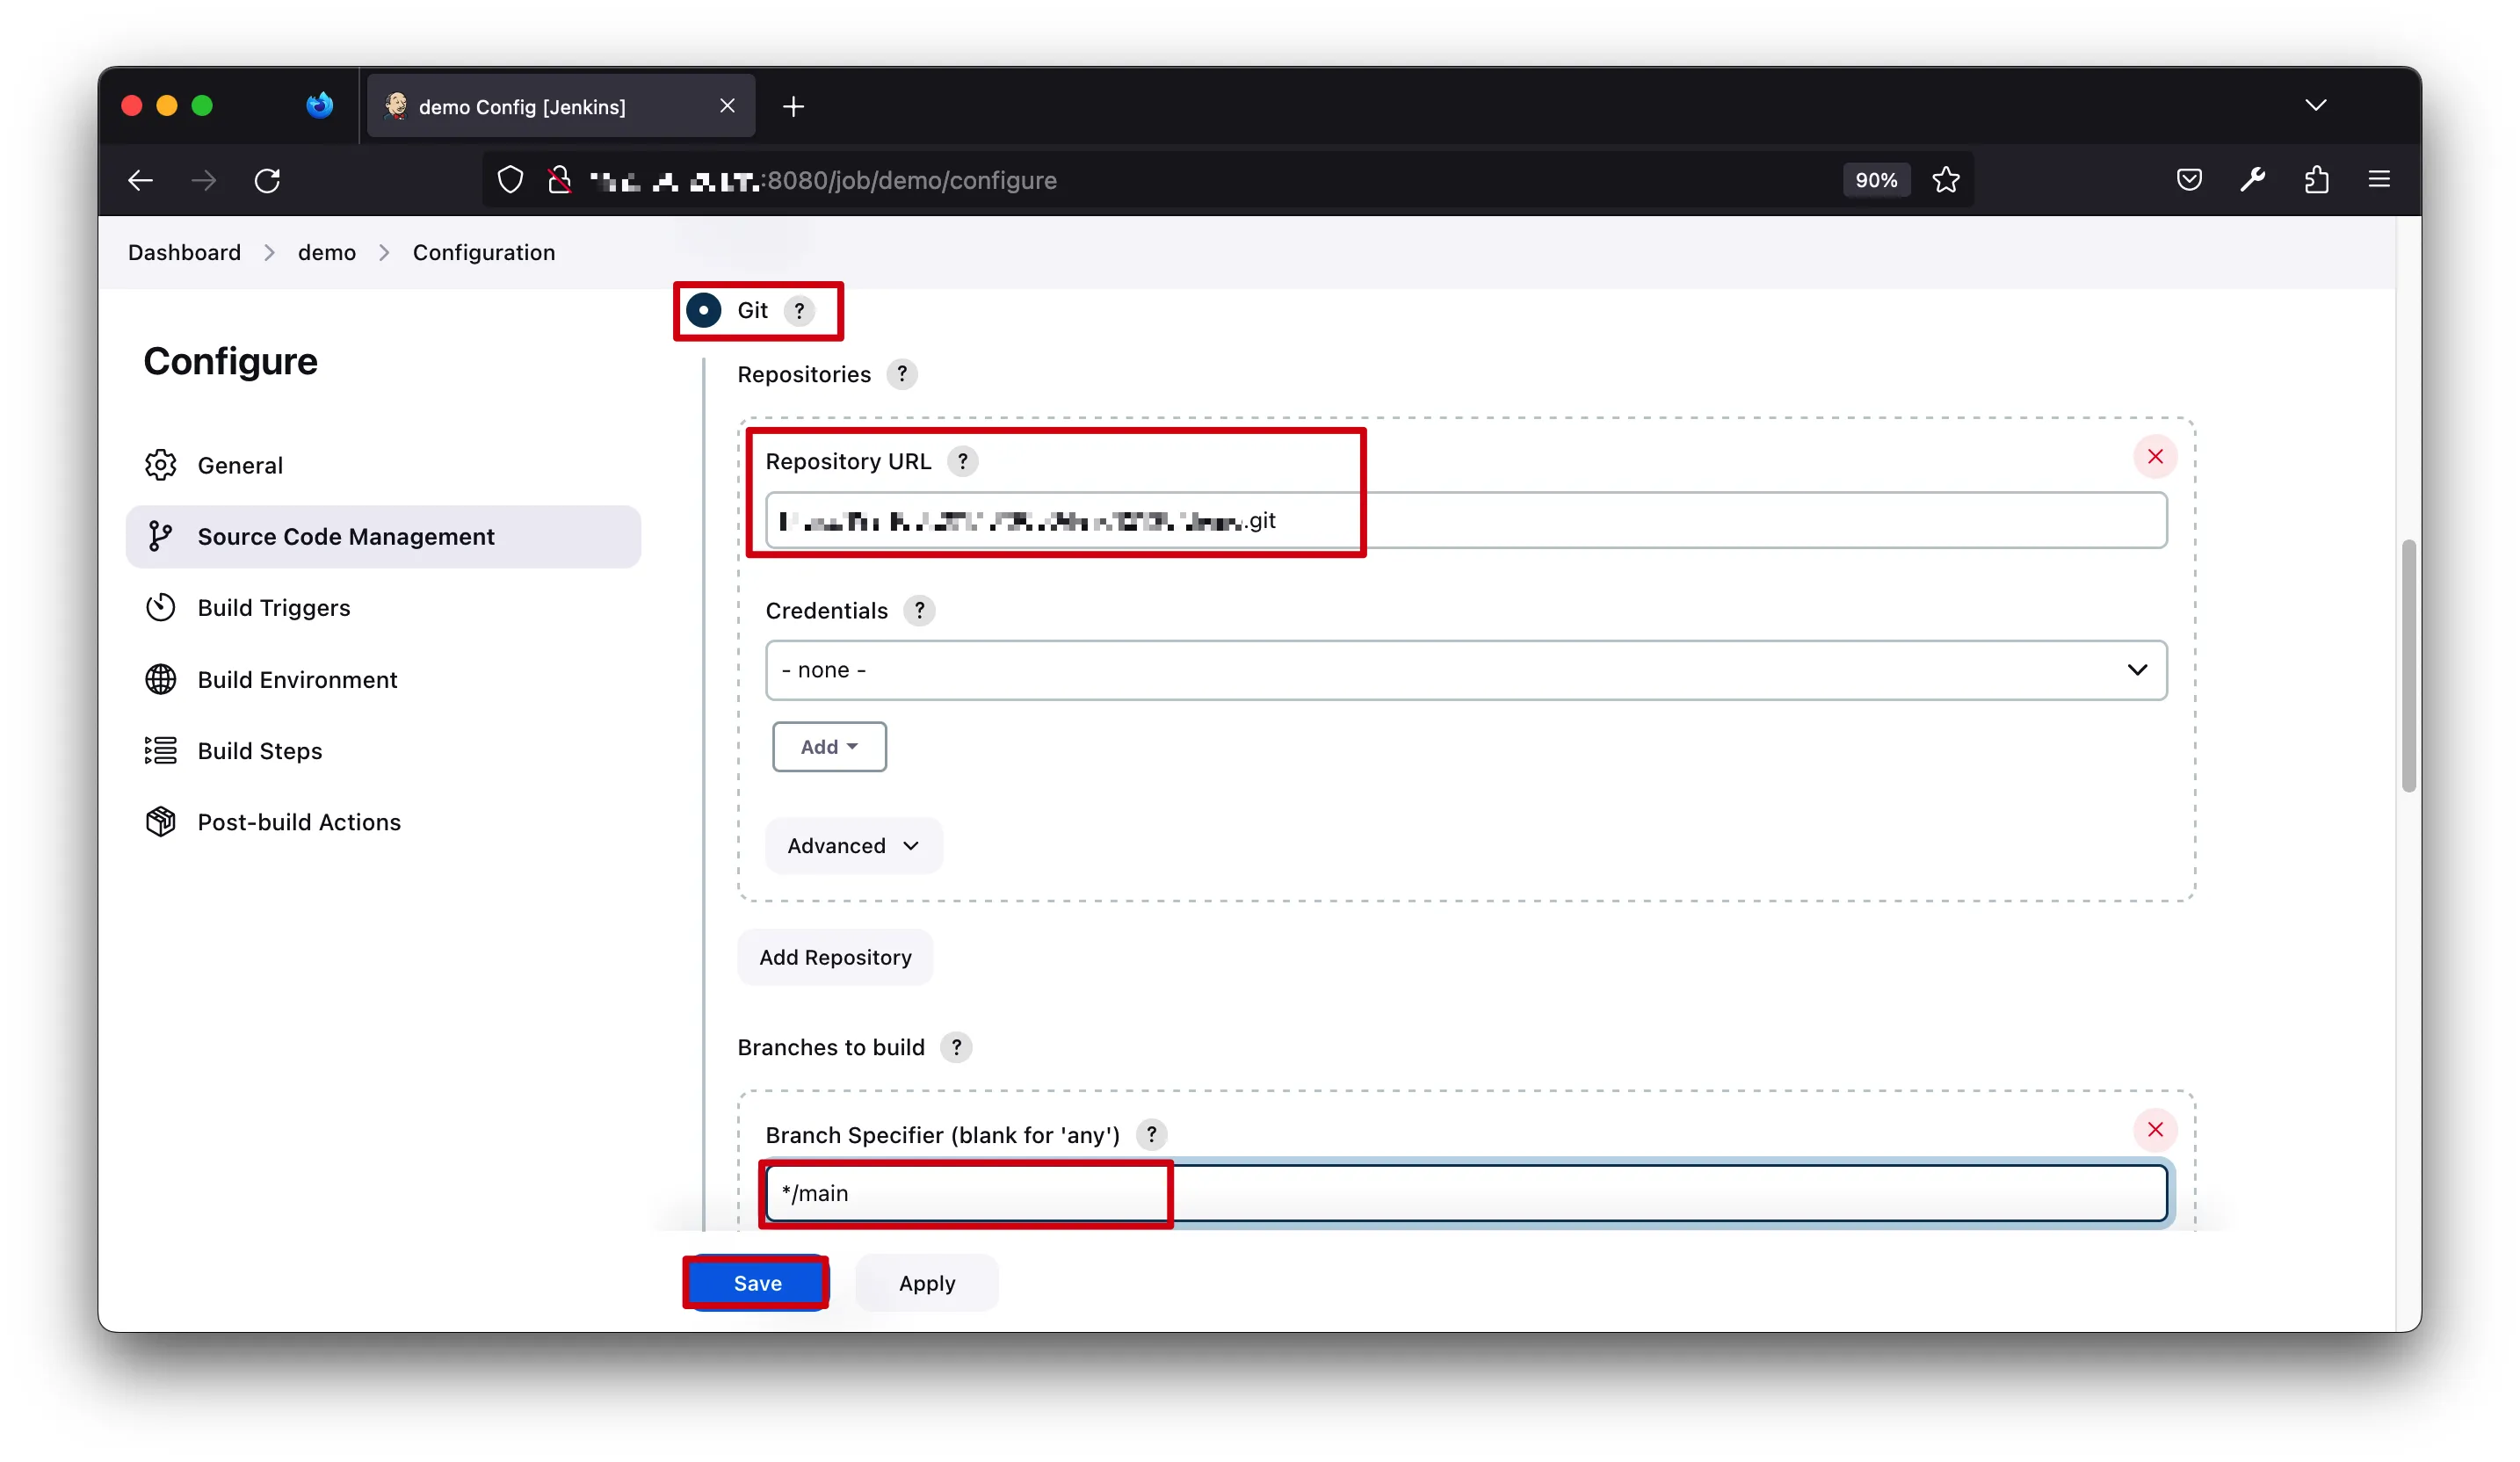 demo Config [Jenkins]
:8080/job/demo/configure
90%
Dashboard > demo > Configuration
Git ?
Configure
Repositories ?
General
Repository URL ?
.git
Source Code Management
Build Triggers
Credentials ?
- none -
Build Environment
Build Steps
Add
Post-build Actions
Advanced
Add Repository
Branches to build ?
Branch Specifier (blank for 'any') ?
*/main
Save
Apply